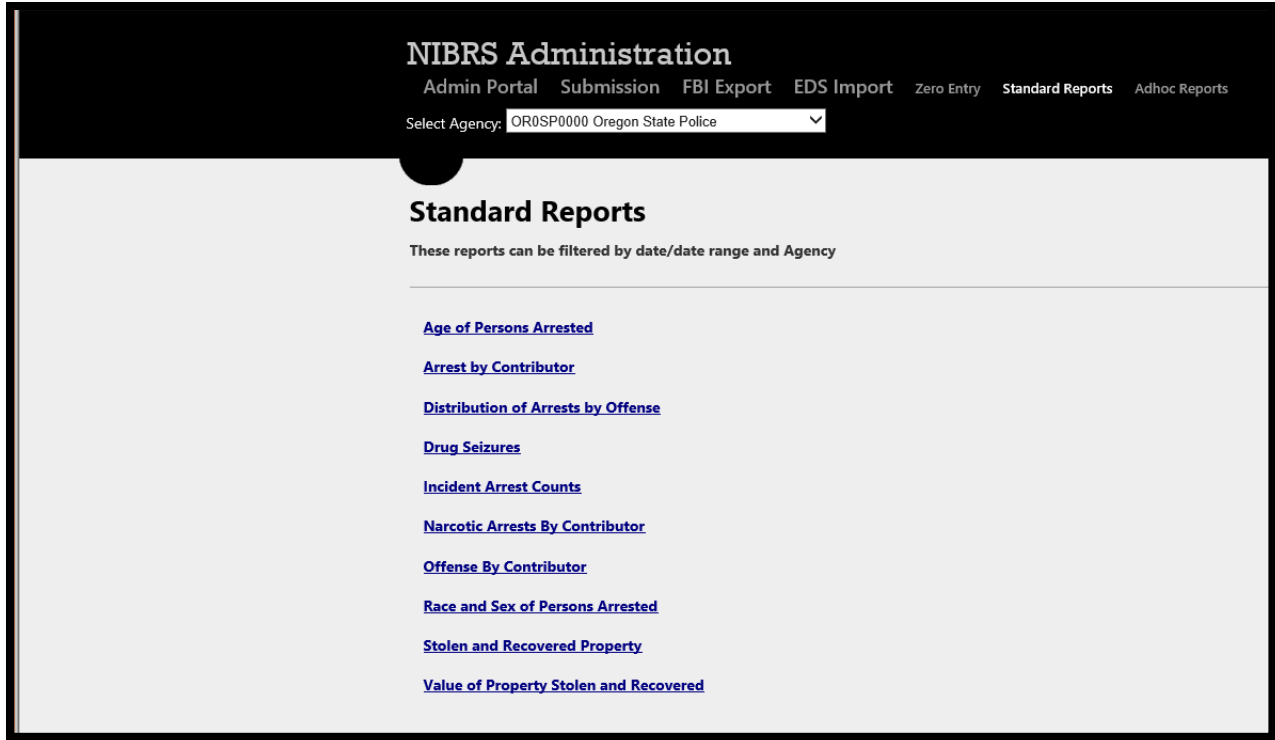 NIBRS Administration
Admin Portal Submission FBI Export EDS Import Zero Entry Standard Reports Adhoc Reports
Select Agency: OR0SP0000 Oregon State Police
Standard Reports
These reports can be filtered by date/date range and Agency
Age of Persons Arrested
Arrest by Contributor
Distribution of Arrests by Offense
Drug Seizures
Incident Arrest Counts
Narcotic Arrests By Contributor
Offense By Contributor
Race and Sex of Persons Arrested
Stolen and Recovered Property
Value of Property Stolen and Recovered